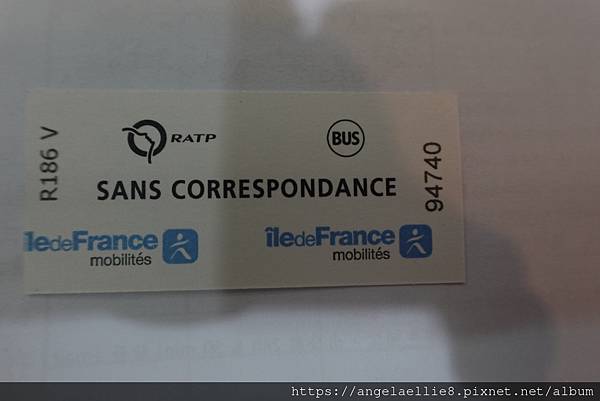 R186 V
RATP
BUS
SANS CORRESPONDANCE
94740
îledeFrance
mobilités
îledeFrance
mobilités
https://angelaellie8.pixnet.net/album